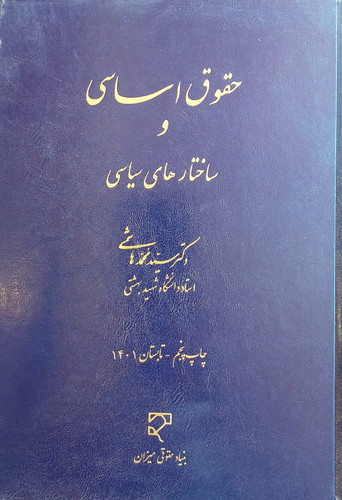 حقوق اساسی
و
ساختارهای سیاسی
دکتر سید محمد هاشمی
استاد دانشگاه شهید بهشتی
چاپ پنجم - تابستان ۱۴۰۱
بنیاد حقوقی میزان